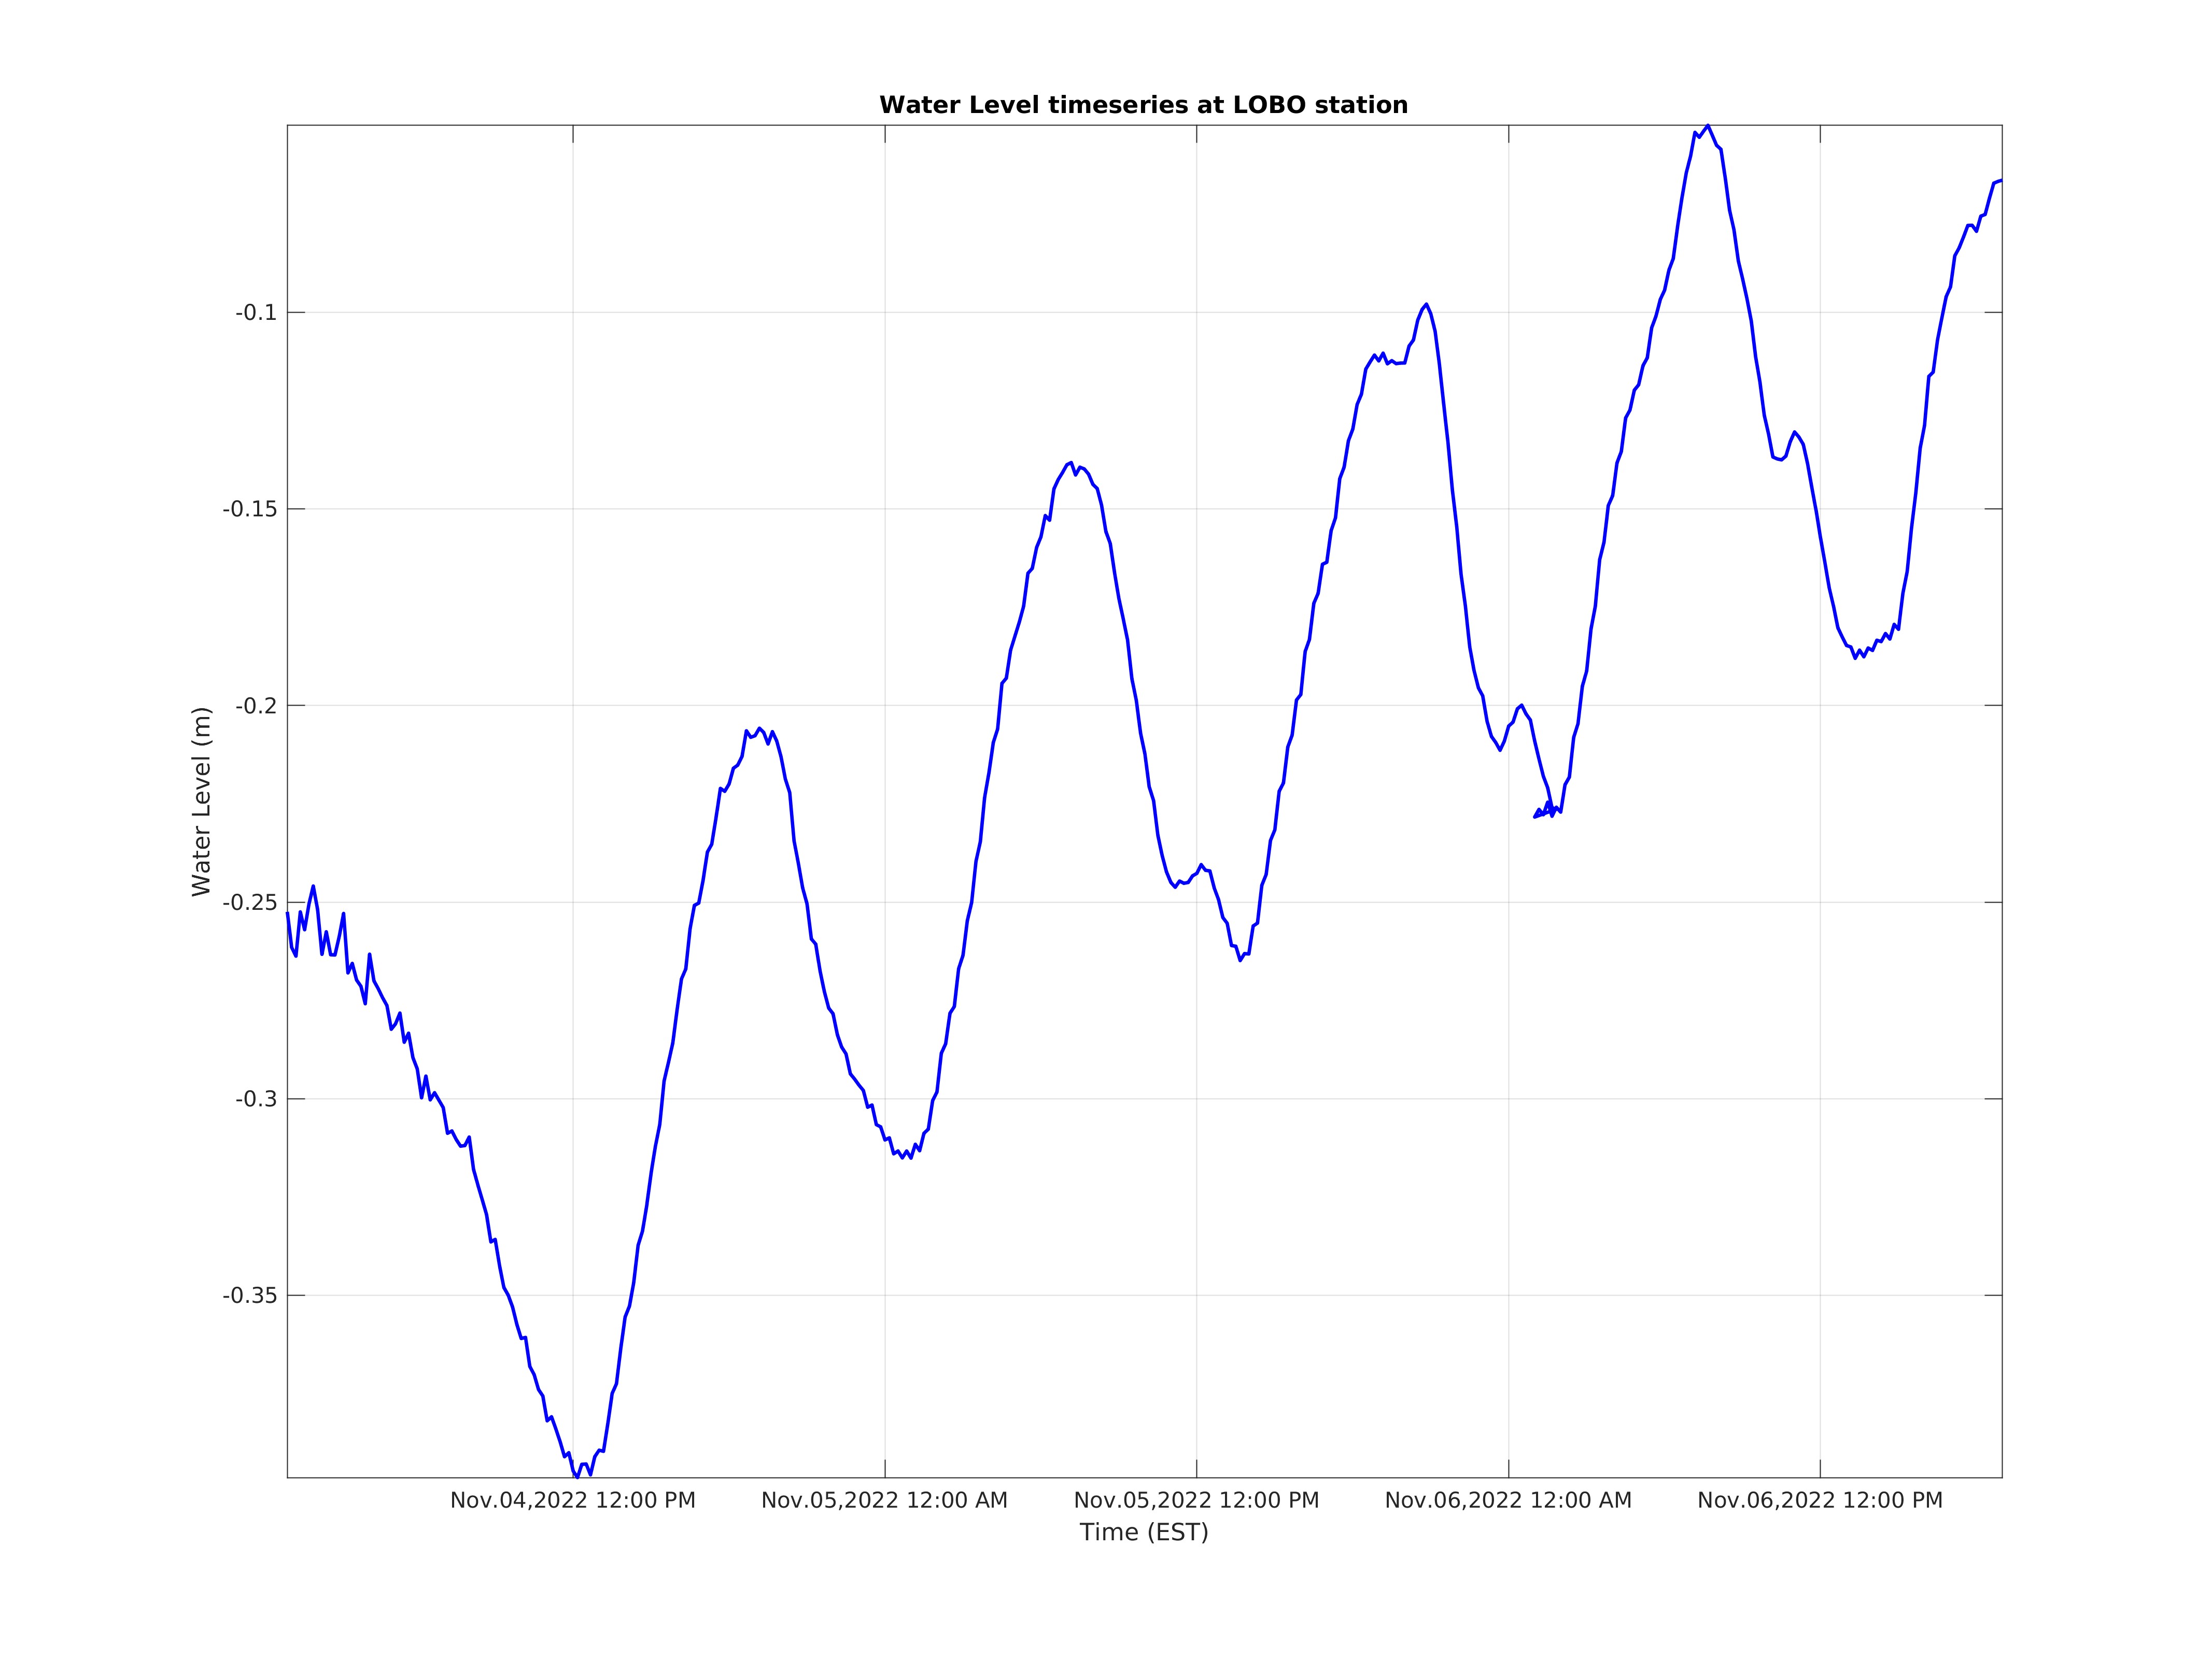 Water Level timeseries at LOBO station
-0.1
-0.15
-0.2
-0.25
-0.3
-0.35
Water Level (m)
Nov.04,2022 12:00 PM
Nov.05,2022 12:00 AM
Nov.05,2022 12:00 PM
Nov.06,2022 12:00 AM
Nov.06,2022 12:00 PM
Time (EST)